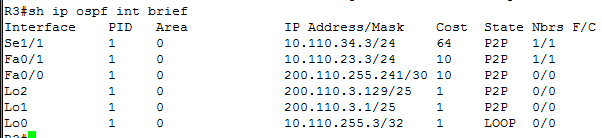 R3#sh ip ospf int brief
Interface    PID   Area            IP Address/Mask    Cost  State Nbrs F/C
Se1/1        1     0               10.110.34.3/24     64    P2P   1/1
Fa0/1        1     0               10.110.23.3/24     10    P2P   1/1
Fa0/0        1     0               200.110.255.241/30 10    P2P   0/0
Lo2          1     0               200.110.3.129/25   1     P2P   0/0
Lo1          1     0               200.110.3.1/25     1     P2P   0/0
Lo0          1     0               10.110.255.3/32    1     LOOP  0/0